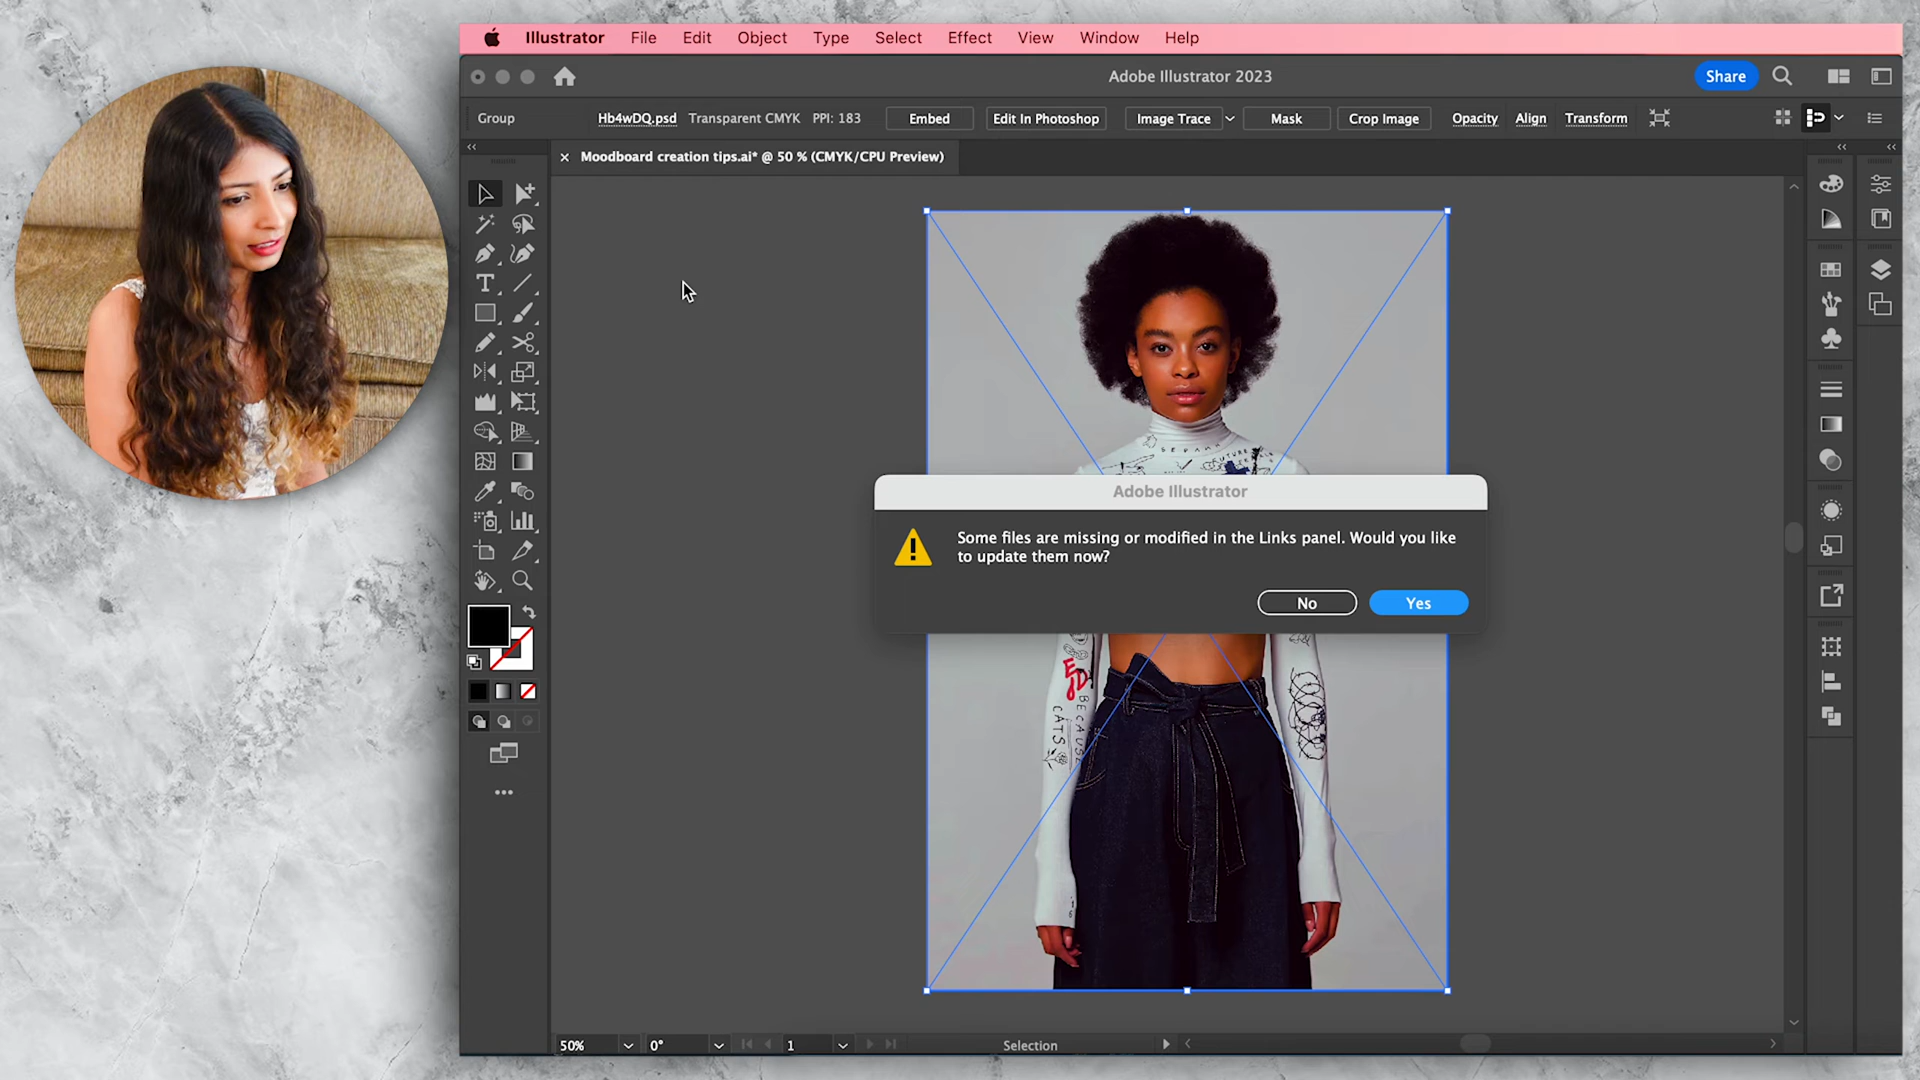 Illustrator File Edit Object Type Select Effect View Window Help
Adobe Illustrator 2023
Share
Group Hb4wDQ.psd Transparent CMYK PPI: 183 Embed Edit In Photoshop Image Trace Mask Crop Image Opacity Align Transform
× Moodboard creation tips.ai* @ 50 % (CMYK/CPU Preview)
FUTURE
Adobe Illustrator
Some files are missing or modified in the Links panel. Would you like
to update them now?
No Yes
BECAUSE
CATS
50% 0° 1 Selection